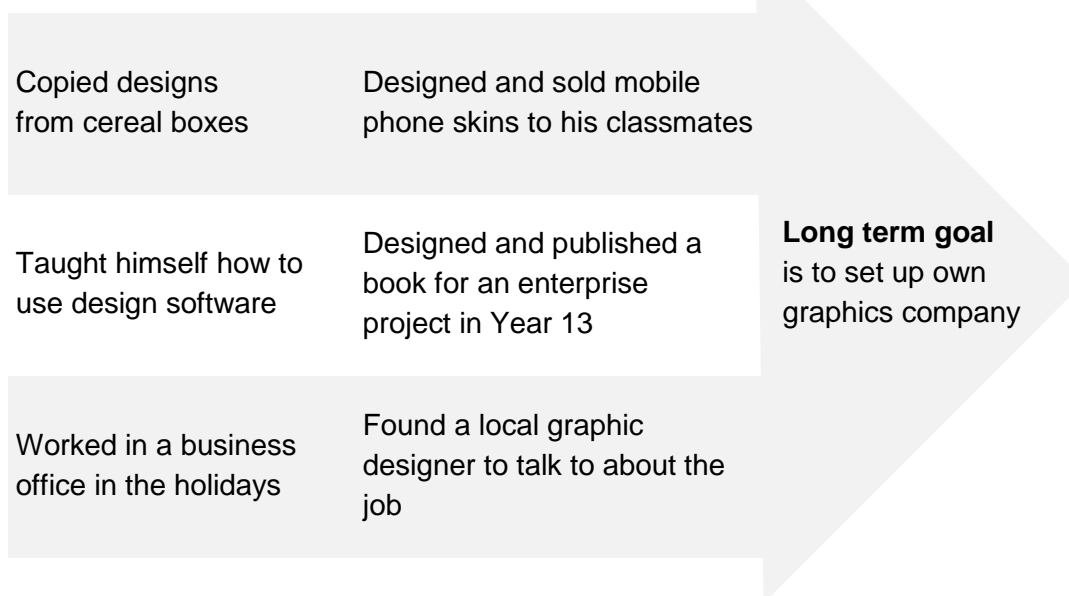 Copied designs
from cereal boxes
Designed and sold mobile
phone skins to his classmates
Taught himself how to
use design software
Designed and published a
book for an enterprise
project in Year 13
Worked in a business
office in the holidays
Found a local graphic
designer to talk to about the
job
Long term goal
is to set up own
graphics company